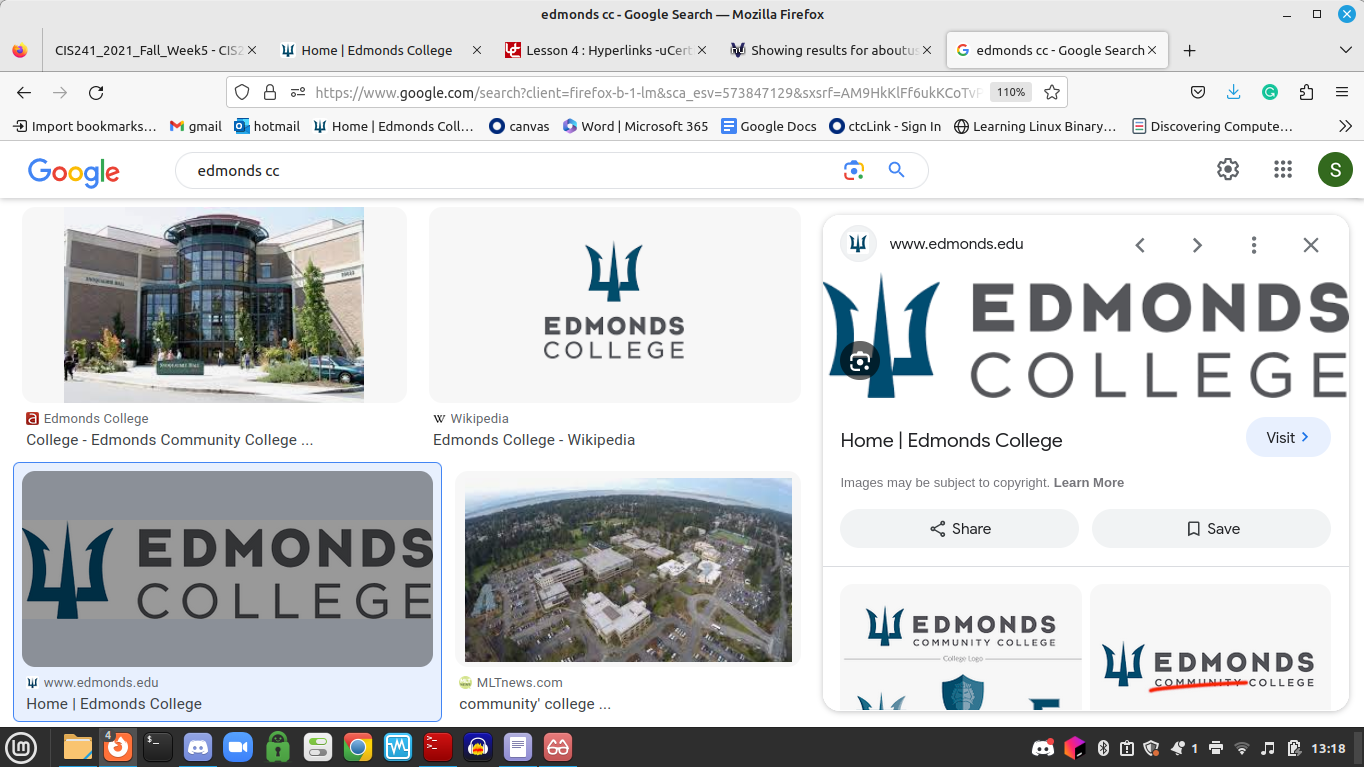 edmonds cc - Google Search — Mozilla Firefox
CIS241_2021_Fall_Week5 - CIS2
Home | Edmonds College
Lesson 4 : Hyperlinks -uCert
Showing results for aboutus
edmonds cc - Google Search
https://www.google.com/search?client=firefox-b-1-lm&sca_esv=573847129&sxsrf=AM9HkKlFf6ukKCoTvP
110%
Import bookmarks…
gmail
hotmail
Home | Edmonds Coll…
canvas
Word | Microsoft 365
Google Docs
ctcLink - Sign In
Learning Linux Binary…
Discovering Compute…
Google
edmonds cc
S
EDMONDS
COLLEGE
Edmonds College
College - Edmonds Community College ...
W Wikipedia
Edmonds College - Wikipedia
EDMONDS
COLLEGE
www.edmonds.edu
Home | Edmonds College
MLTnews.com
community' college ...
www.edmonds.edu
EDMONDS
COLLEGE
Home | Edmonds College
Visit
Images may be subject to copyright. Learn More
Share
Save
EDMONDS
COMMUNITY COLLEGE
College Logo
EDMONDS
COMMUNITY COLLEGE
4
1
13:18